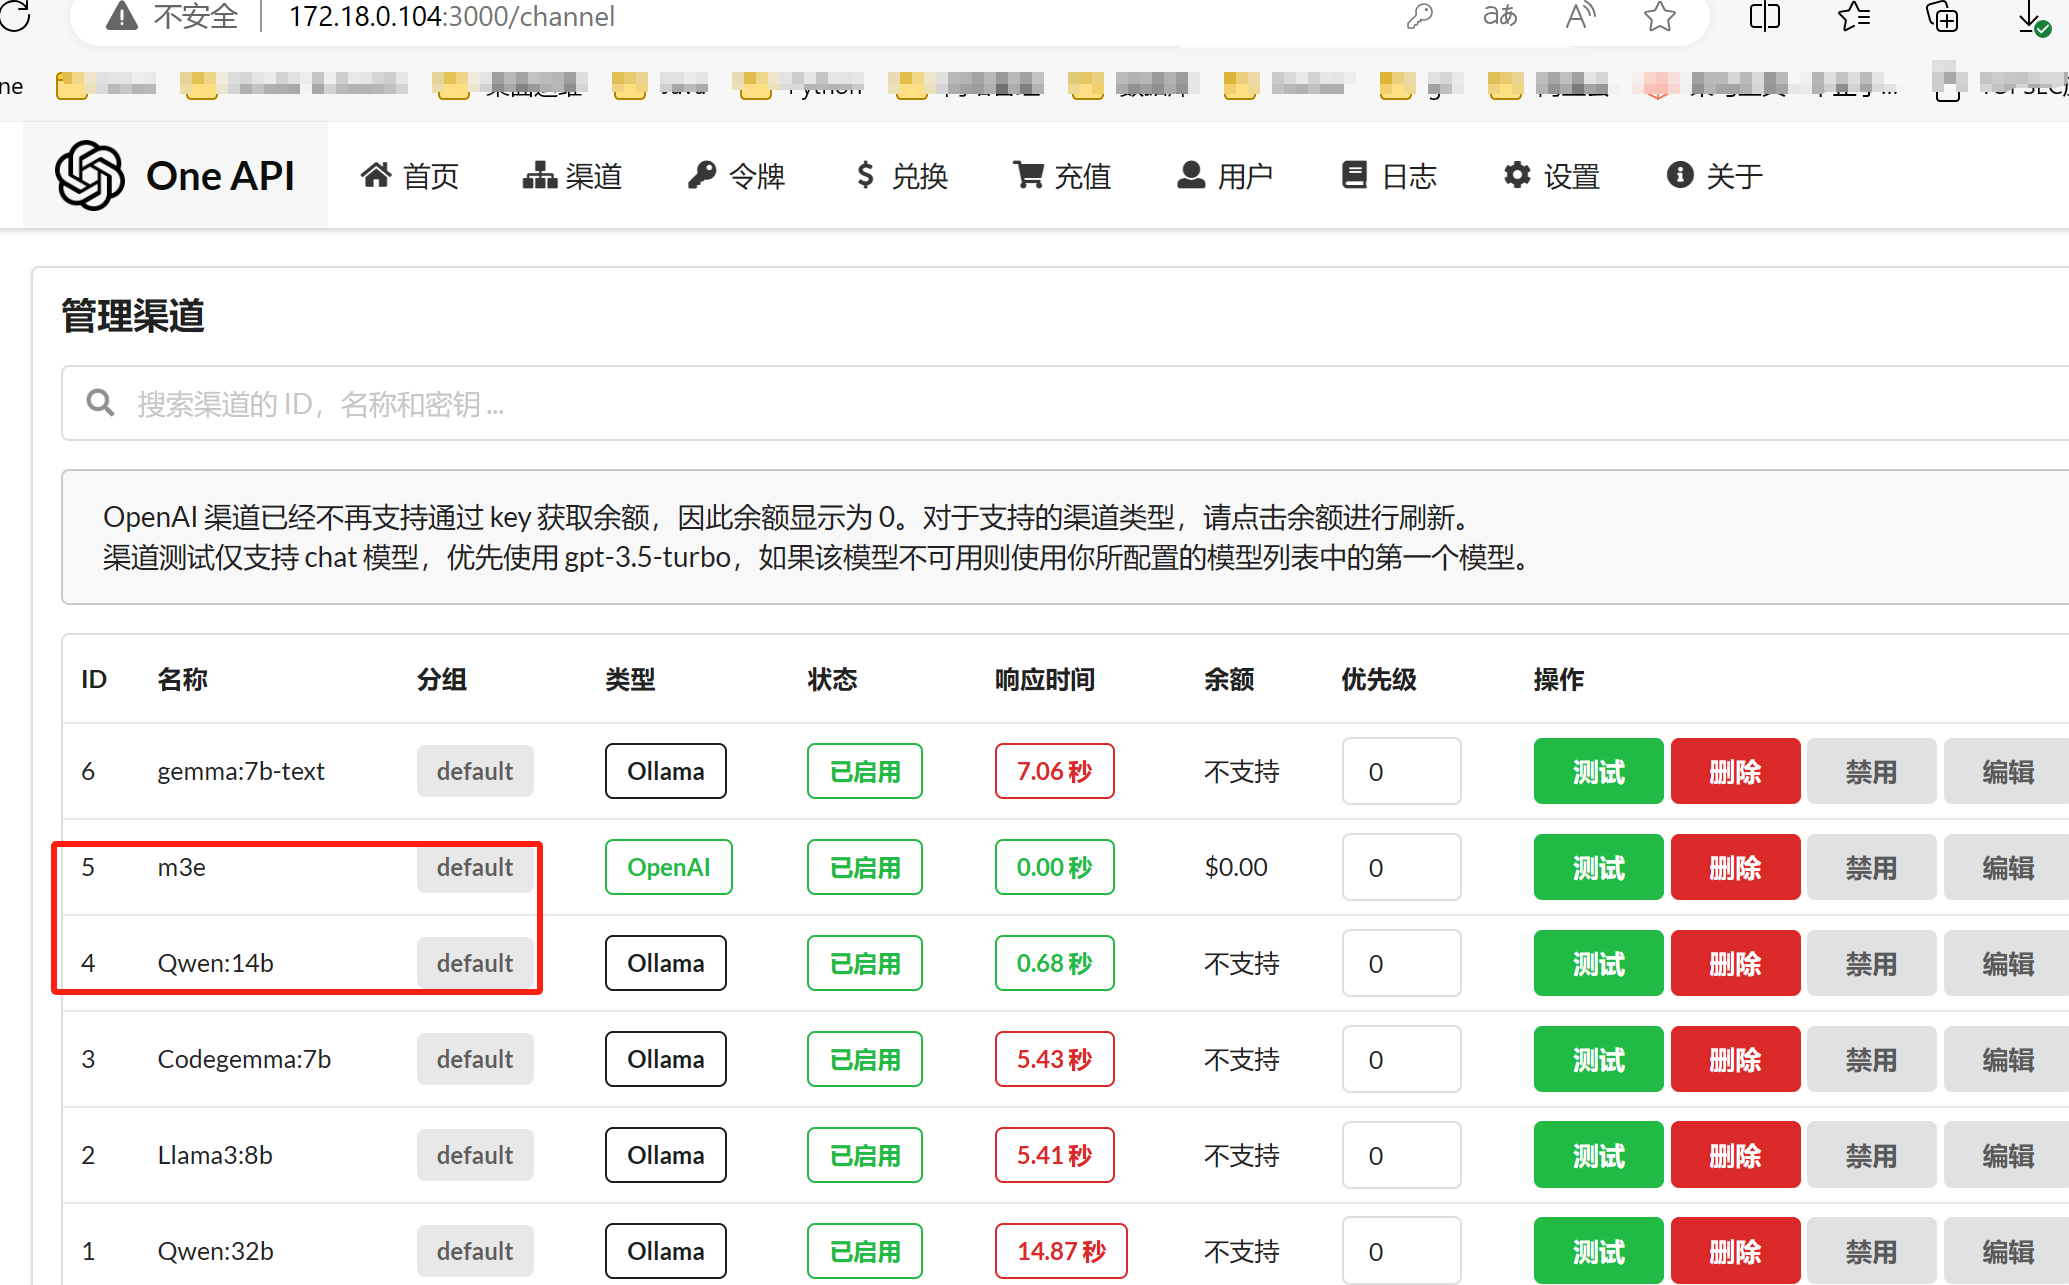 不安全 172.18.0.104:3000/channel aあ A
ne
One API 首页 渠道 令牌 兑换 充值 用户 日志 设置 关于
管理渠道
搜索渠道的 ID，名称和密钥 ...
OpenAI 渠道已经不再支持通过 key 获取余额，因此余额显示为 0。对于支持的渠道类型，请点击余额进行刷新。
渠道测试仅支持 chat 模型，优先使用 gpt-3.5-turbo，如果该模型不可用则使用你所配置的模型列表中的第一个模型。
ID 名称 分组 类型 状态 响应时间 余额 优先级 操作
6 gemma:7b-text default Ollama 已启用 7.06 秒 不支持 0 测试 删除 禁用 编辑
5 m3e default OpenAI 已启用 0.00 秒 $0.00 0 测试 删除 禁用 编辑
4 Qwen:14b default Ollama 已启用 0.68 秒 不支持 0 测试 删除 禁用 编辑
3 Codegemma:7b default Ollama 已启用 5.43 秒 不支持 0 测试 删除 禁用 编辑
2 Llama3:8b default Ollama 已启用 5.41 秒 不支持 0 测试 删除 禁用 编辑
1 Qwen:32b default Ollama 已启用 14.87 秒 不支持 0 测试 删除 禁用 编辑